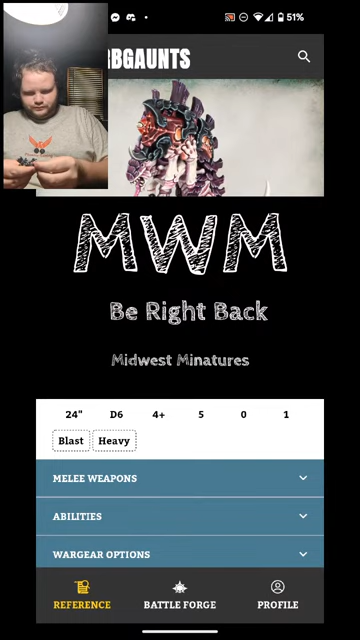 51%
RBGAUNTS
MWM
Be Right Back
Midwest Minatures
24" D6 4+ 5 0 1
Blast Heavy
MELEE WEAPONS
ABILITIES
WARGEAR OPTIONS
REFERENCE BATTLE FORGE PROFILE